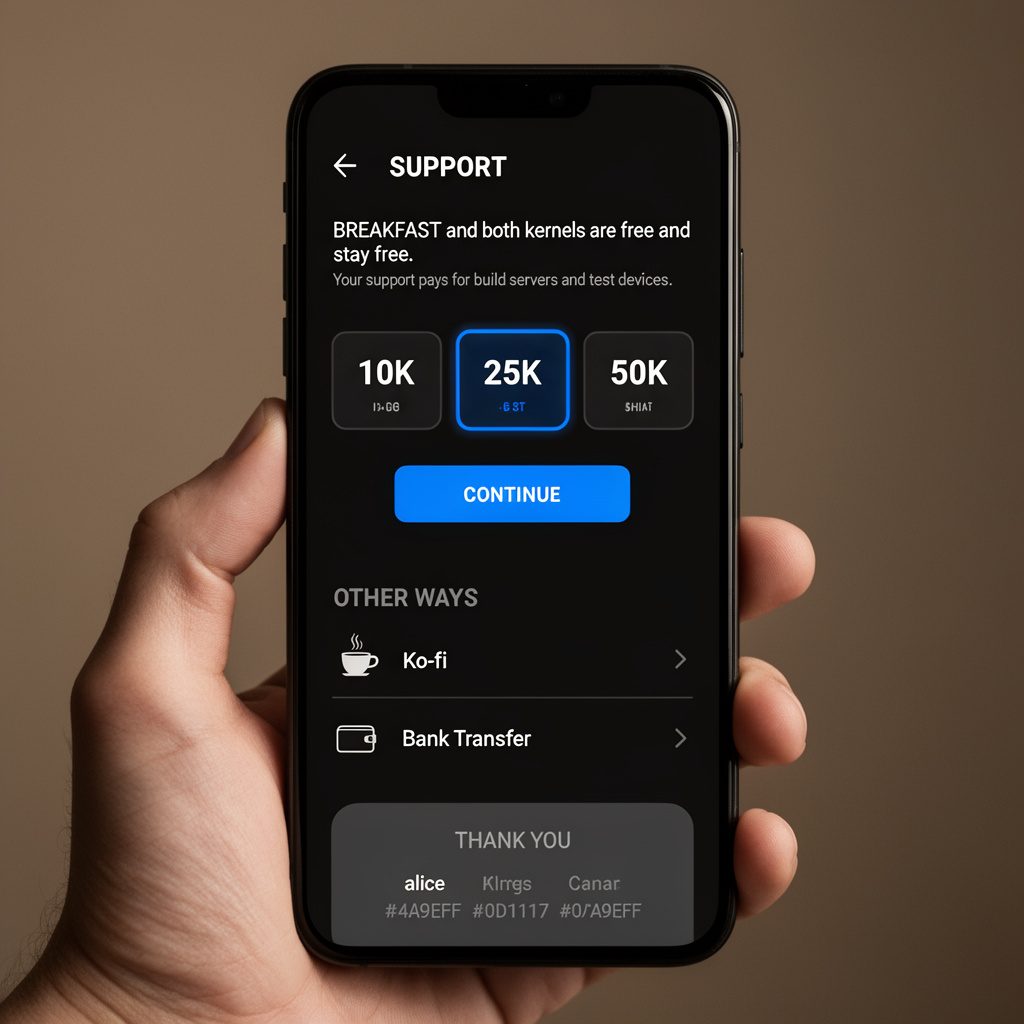 SUPPORT
BREAKFAST and both kernels are free and
stay free.
Your support pays for build servers and test devices.
10K 25K 50K
CONTINUE
OTHER WAYS
Ko-fi
Bank Transfer
THANK YOU
alice
#4A9EFF #0D1117